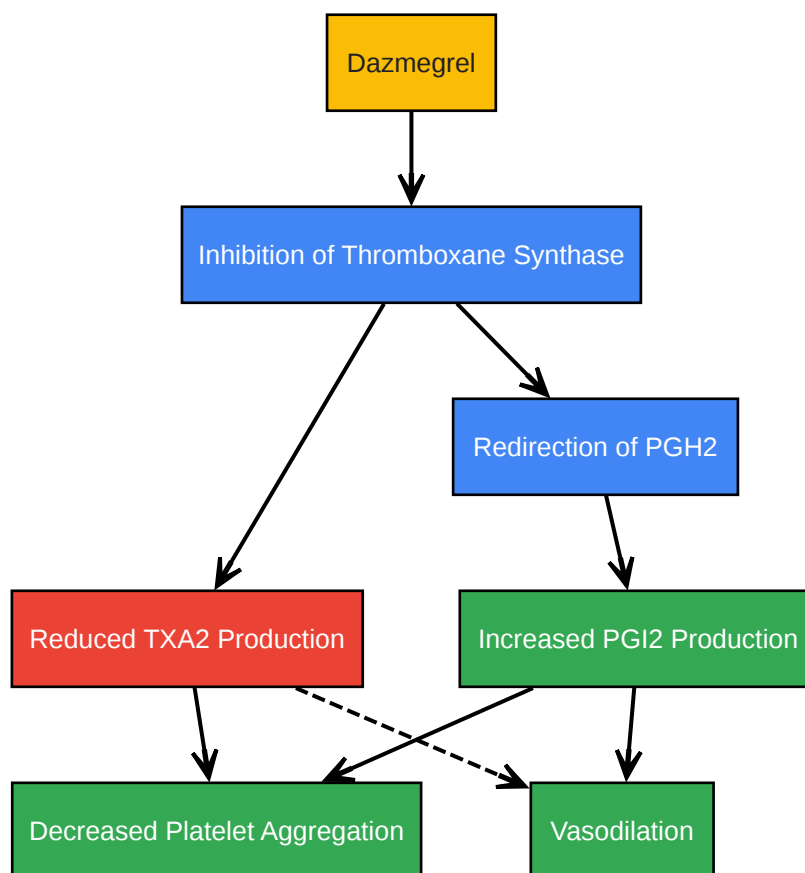 Dazmegrel
Inhibition of Thromboxane Synthase
Redirection of PGH2
Reduced TXA2 Production
Increased PGI2 Production
Decreased Platelet Aggregation
Vasodilation